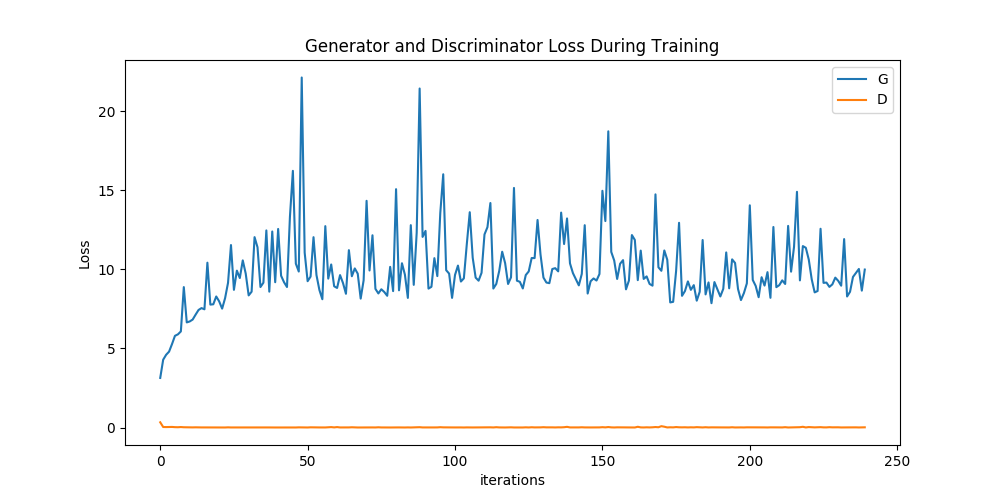 Generator and Discriminator Loss During Training
G
D
Loss
20
15
10
5
0
0 50 100 150 200 250
iterations